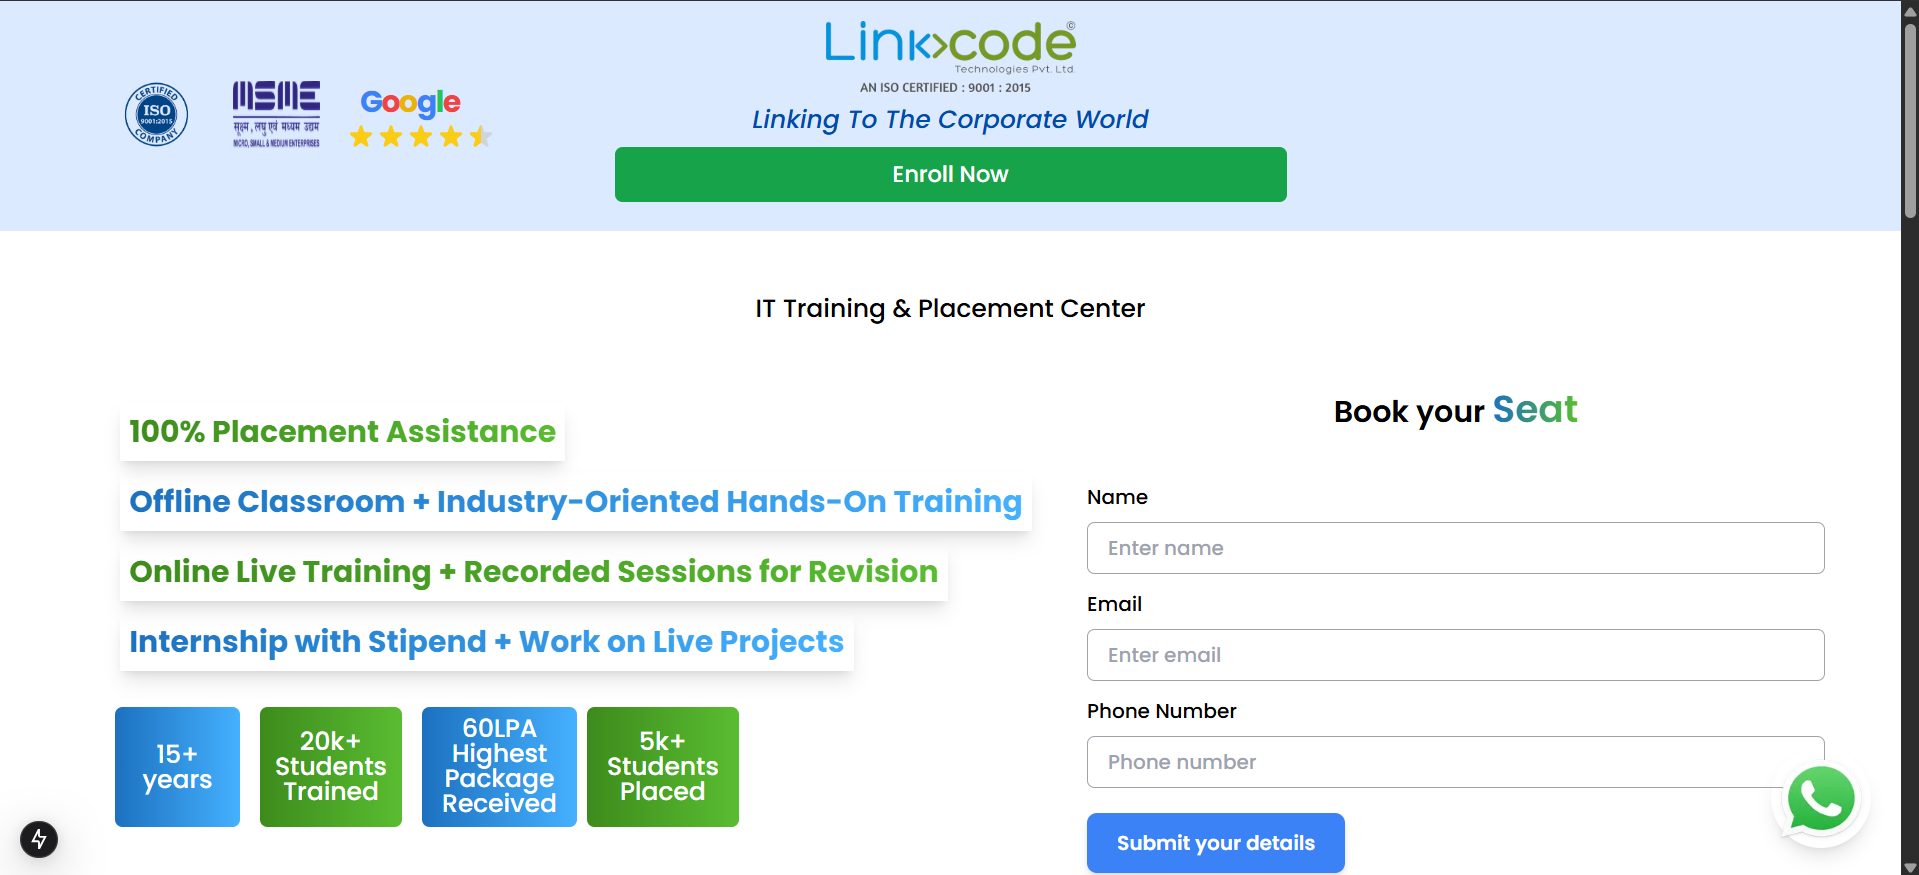 Link>code©
Technologies Pvt. Ltd.
AN ISO CERTIFIED : 9001 : 2015
Linking To The Corporate World
CERTIFIED
ISO
9001:2015
COMPANY
MSME
सूक्ष्म, लघु एवं मध्यम उद्यम
MICRO, SMALL & MEDIUM ENTERPRISES
Google
Enroll Now
IT Training & Placement Center
100% Placement Assistance
Offline Classroom + Industry-Oriented Hands-On Training
Online Live Training + Recorded Sessions for Revision
Internship with Stipend + Work on Live Projects
15+
years
20k+
Students
Trained
60LPA
Highest
Package
Received
5k+
Students
Placed
Book your Seat
Name
Enter name
Email
Enter email
Phone Number
Phone number
Submit your details